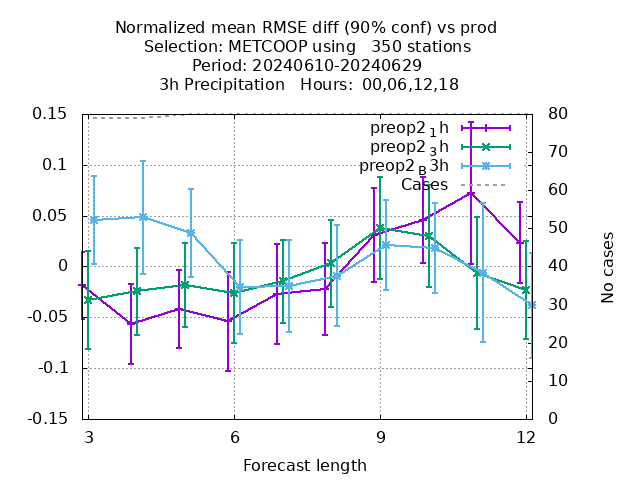 Normalized mean RMSE diff (90% conf) vs prod
Selection: METCOOP using   350 stations
Period: 20240610-20240629
3h Precipitation   Hours:  00,06,12,18
0.15
0.1
0.05
0
-0.05
-0.1
-0.15
80
70
60
50
40
30
20
10
0
preop2 1h
preop2 3h
preop2 B3h
Cases
No cases
3
6
9
12
Forecast length